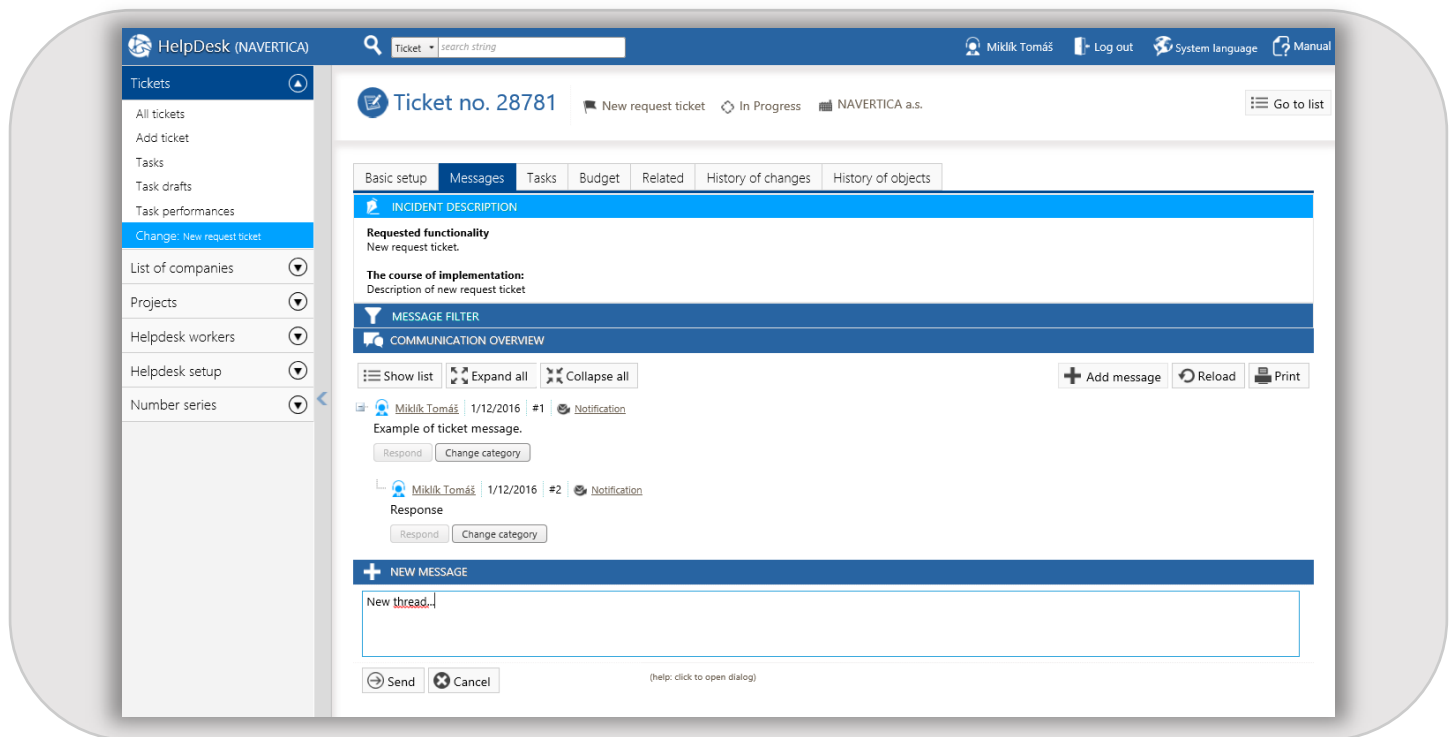 HelpDesk (NAVERTICA)
Ticket
search string
Miklík Tomáš
Log out
System language
Manual
Tickets
All tickets
Add ticket
Tasks
Task drafts
Task performances
Change: New request ticket
List of companies
Projects
Helpdesk workers
Helpdesk setup
Number series
Ticket no. 28781
New request ticket
In Progress
NAVERTICA a.s.
Go to list
Basic setup
Messages
Tasks
Budget
Related
History of changes
History of objects
INCIDENT DESCRIPTION
Requested functionality
New request ticket.
The course of implementation:
Description of new request ticket
MESSAGE FILTER
COMMUNICATION OVERVIEW
Show list
Expand all
Collapse all
Add message
Reload
Print
Miklík Tomáš 1/12/2016 #1 Notification
Example of ticket message.
Respond
Change category
Miklík Tomáš 1/12/2016 #2 Notification
Response
Respond
Change category
NEW MESSAGE
New thread...
Send
Cancel
(help: click to open dialog)